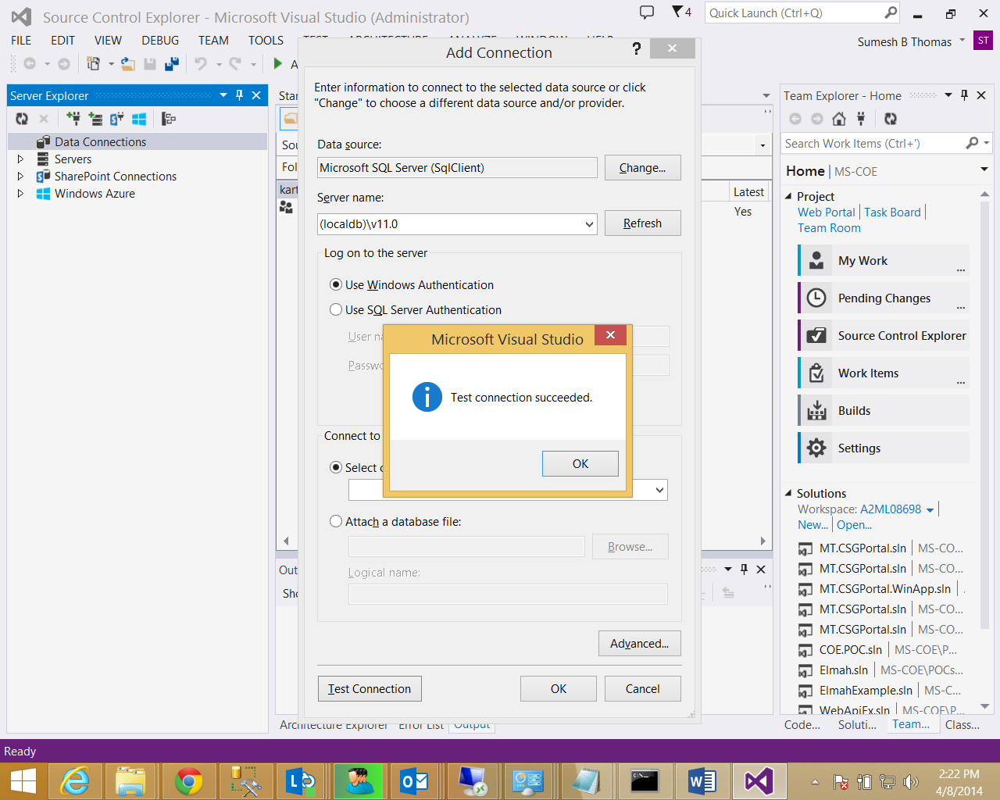 Source Control Explorer - Microsoft Visual Studio (Administrator)
4
Quick Launch (Ctrl+Q)
FILE EDIT VIEW DEBUG TEAM TOOLS TEST ARCHITECTURE ANALYZE WINDOW HELP
Sumesh B Thomas
ST
Server Explorer
Data Connections
Servers
SharePoint Connections
Windows Azure
Add Connection
?
Enter information to connect to the selected data source or click
"Change" to choose a different data source and/or provider.
Data source:
Microsoft SQL Server (SqlClient)
Change...
Server name:
(localdb)\v11.0
Refresh
Log on to the server
Use Windows Authentication
Use SQL Server Authentication
User na
Passwo
Connect to
Select
Attach a database file:
Browse...
Logical name:
Advanced...
Test Connection
OK
Cancel
Microsoft Visual Studio
Test connection succeeded.
OK
Star
Sou
Fol
kart
Latest
Yes
Out
Sho
Architecture Explorer Error List Output
Team Explorer - Home
Search Work Items (Ctrl+')
Home | MS-COE
Project
Web Portal | Task Board |
Team Room
My Work
...
Pending Changes
...
Source Control Explorer
Work Items
...
Builds
Settings
Solutions
Workspace: A2ML08698
New... | Open...
MT.CSGPortal.sln | MS-CO...
MT.CSGPortal.sln | MS-CO...
MT.CSGPortal.WinApp.sln | .
MT.CSGPortal.sln | MS-CO...
MT.CSGPortal.sln | MS-CO...
COE.POC.sln | MS-COE\P...
Elmah.sln | MS-COE\POCs...
ElmahExample.sln | MS-C...
WebApiEx.sln | MS-COE\P...
Code... Soluti... Team... Class...
Ready
2:22 PM
4/8/2014